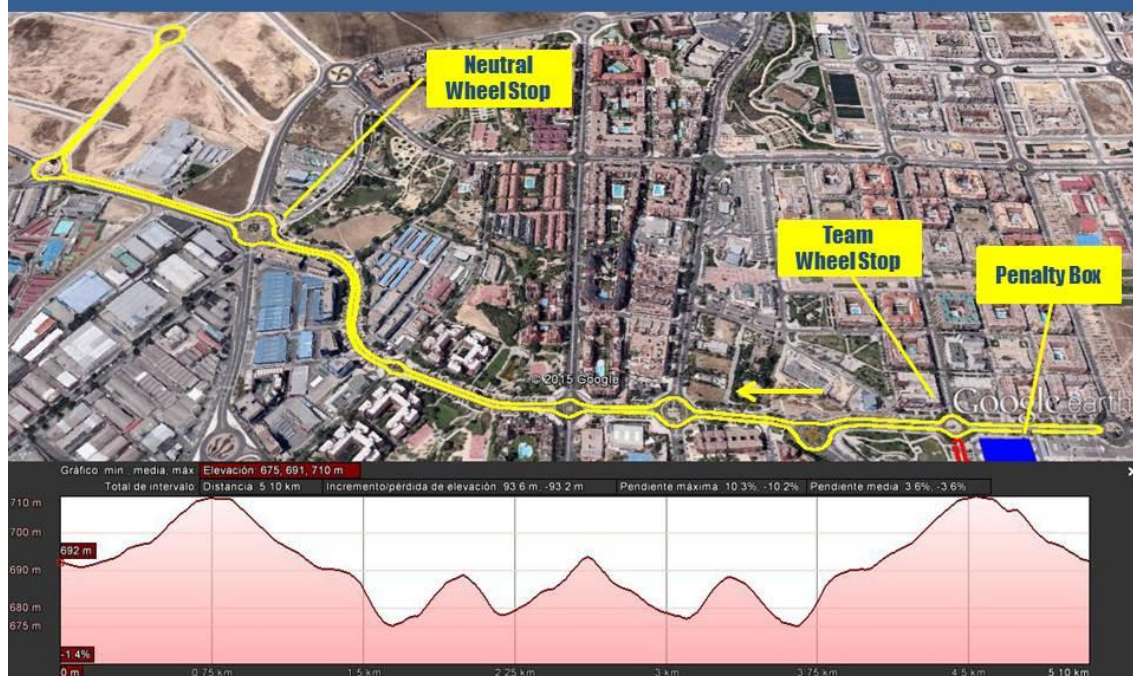 Neutral
Wheel Stop
Team
Wheel Stop
Penalty Box
© 2015 Google
Google earth
Gráfico: min., media, máx. Elevación: 675, 691, 710 m
Total de intervalo: Distancia: 5.10 km Incremento/pérdida de elevación: 93.6 m, -93.2 m Pendiente máxima: 10.3%, -10.2% Pendiente media: 3.6%, -3.6%
710 m
700 m
692 m
690 m
680 m
675 m
-1.4%
0 m 0.75 km 1.5 km 2.25 km 3 km 3.75 km 4.5 km 5.10 km